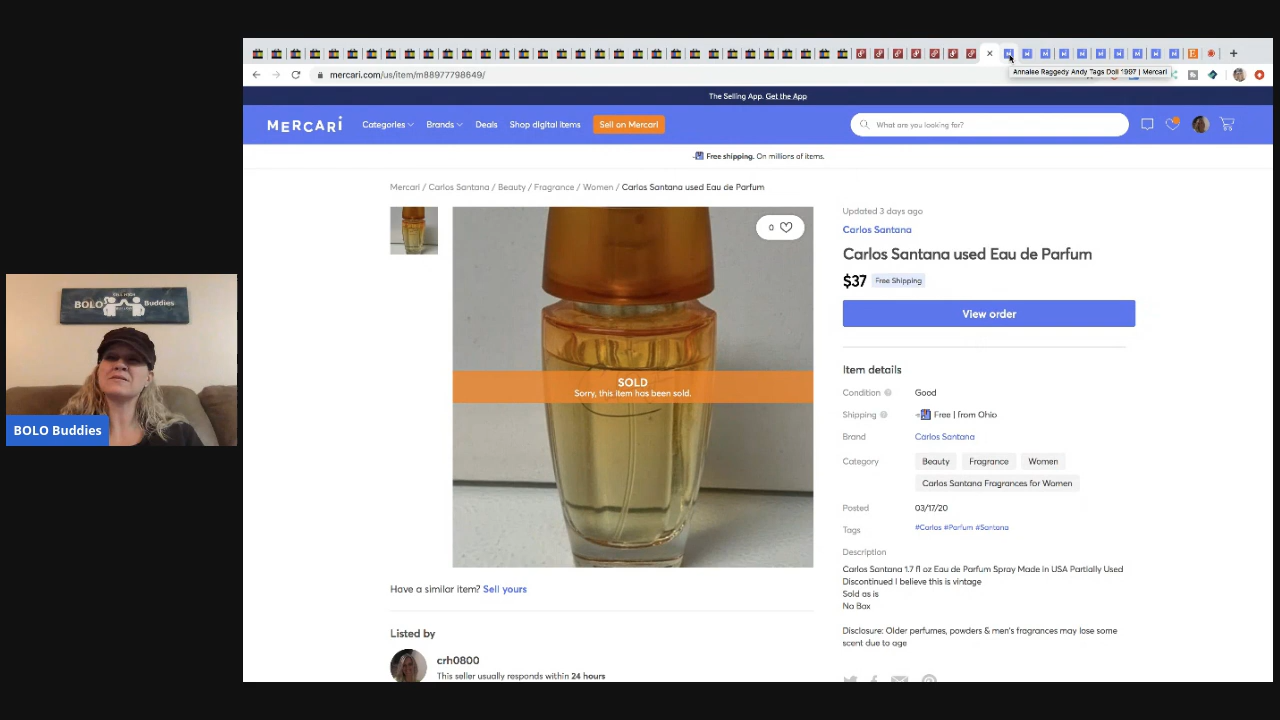 mercari.com/us/item/m88977798649/
Annalee Raggedy Andy Tags Doll 1997 | Mercari
The Selling App. Get the App
MERCARI
Categories
Brands
Deals
Shop digital items
Sell on Mercari
What are you looking for?
Free shipping. On millions of items.
Mercari / Carlos Santana / Beauty / Fragrance / Women / Carlos Santana used Eau de Parfum
0
SOLD
Sorry, this item has been sold.
Have a similar item? Sell yours
Listed by
crh0800
This seller usually responds within 24 hours
Updated 3 days ago
Carlos Santana
Carlos Santana used Eau de Parfum
$37 Free Shipping
View order
Item details
Condition Good
Shipping Free | from Ohio
Brand Carlos Santana
Category Beauty Fragrance Women
Carlos Santana Fragrances for Women
Posted 03/17/20
Tags #Carlos #Parfum #Santana
Description
Carlos Santana 1.7 fl oz Eau de Parfum Spray Made in USA Partially Used
Discontinued I believe this is vintage
Sold as is
No Box
Disclosure: Older perfumes, powders & men's fragrances may lose some
scent due to age
BOLO Buddies
BOLO Buddies